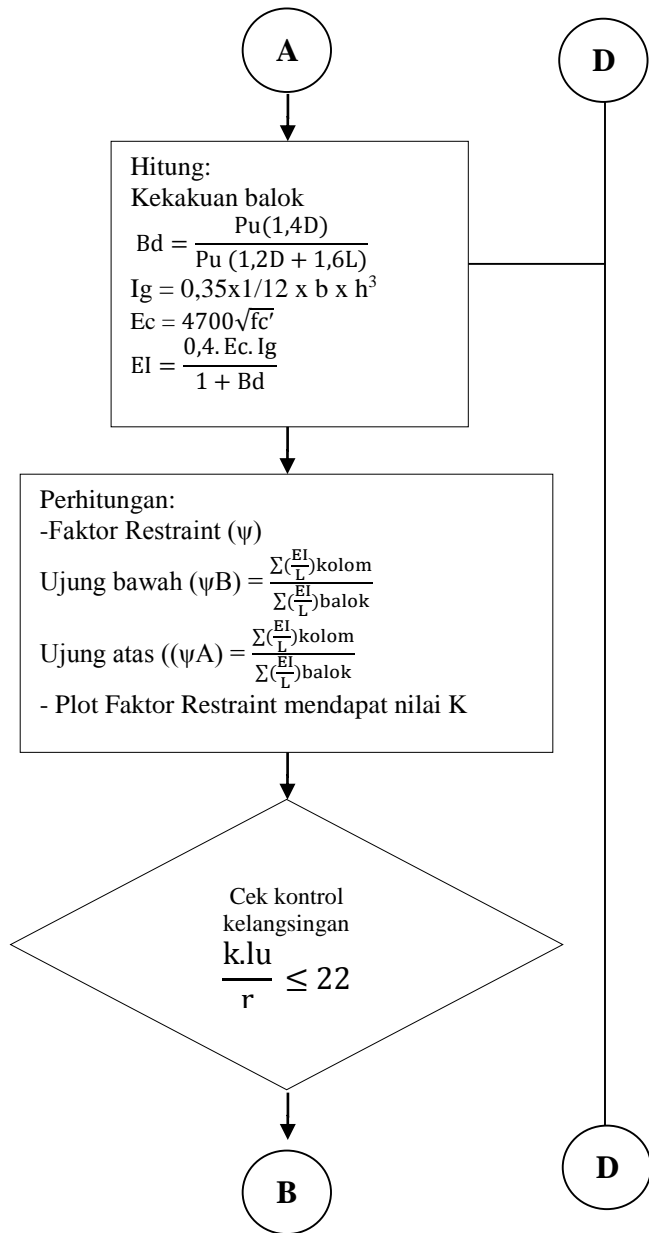 A
D
Hitung:
Kekakuan balok
Bd = Pu(1,4D) / Pu (1,2D + 1,6L)
Ig = 0,35x1/12 x b x h³
Ec = 4700√fc′
EI = 0,4. Ec. Ig / 1 + Bd
Perhitungan:
-Faktor Restraint (ψ)
Ujung bawah (ψB) = ∑(EI/L)kolom / ∑(EI/L)balok
Ujung atas ((ψA) = ∑(EI/L)kolom / ∑(EI/L)balok
- Plot Faktor Restraint mendapat nilai K
Cek kontrol
kelangsingan
k.lu / r ≤ 22
B
D